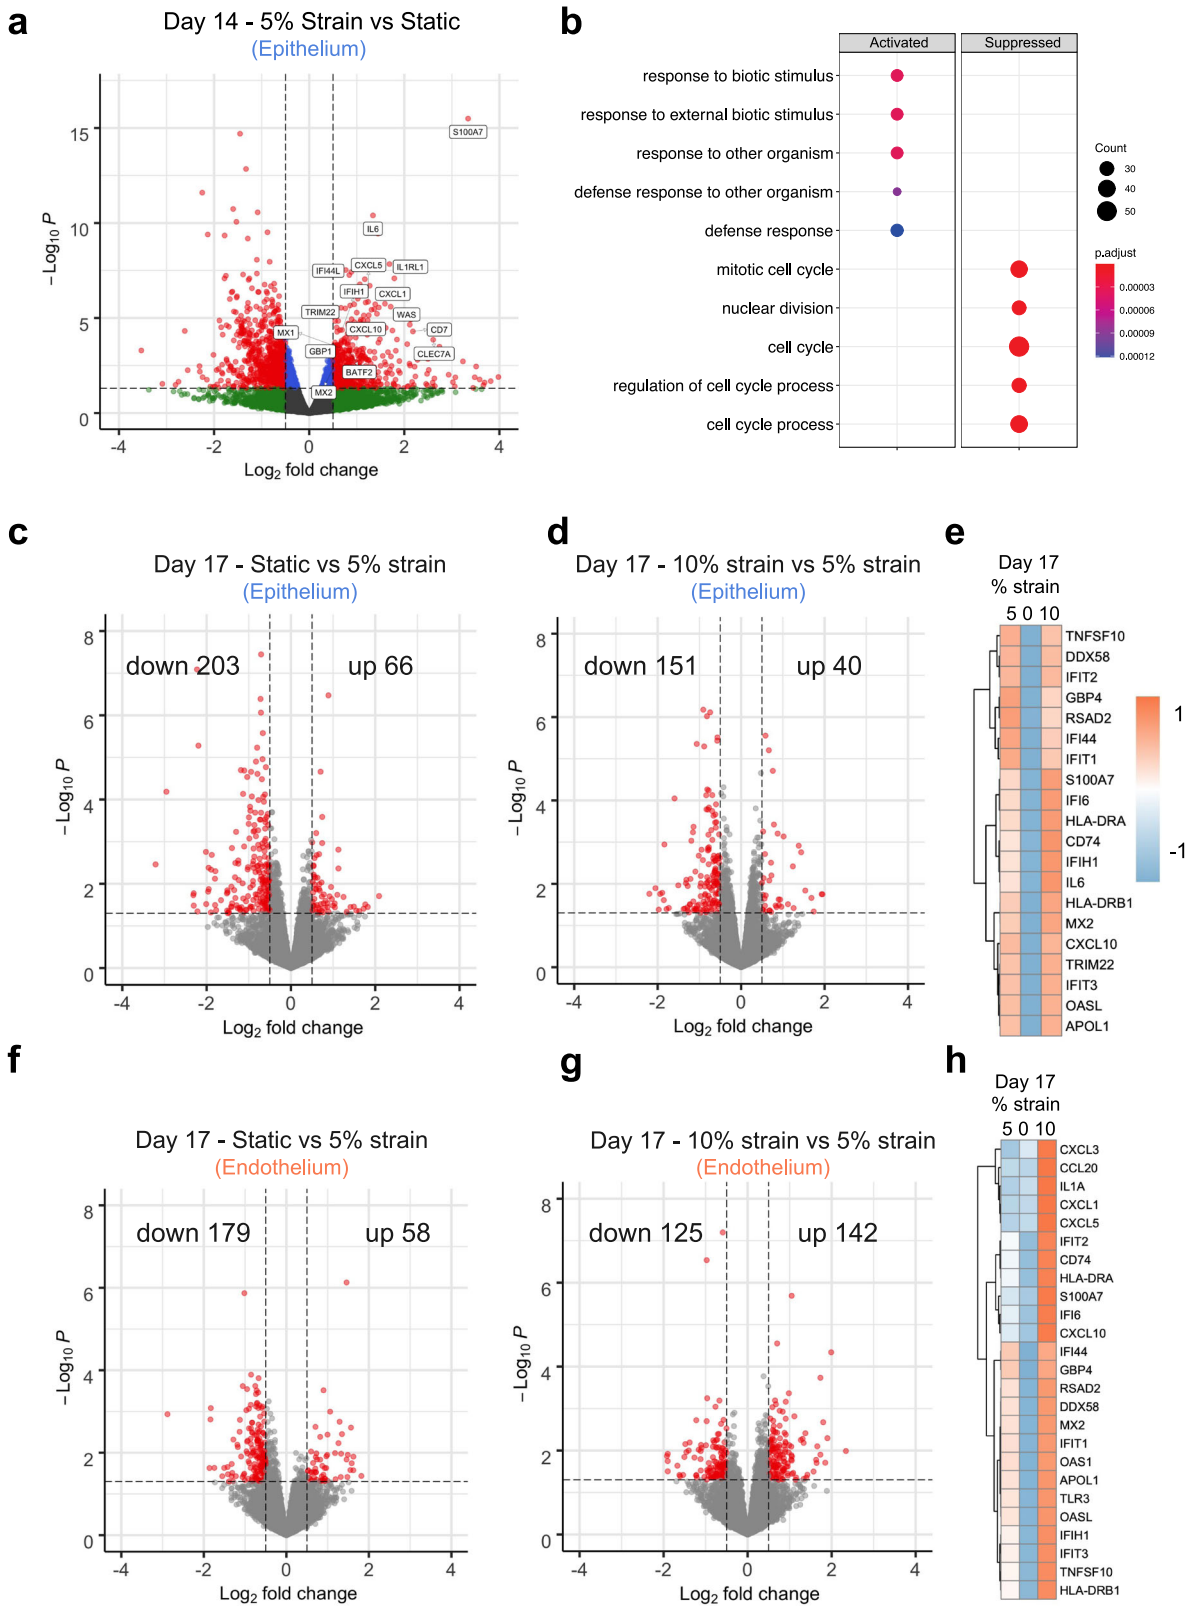 a
Day 14 - 5% Strain vs Static
(Epithelium)
−Log10 P
15
10
5
0
S100A7
IL6
IFI44L
CXCL5
IL1RL1
IFIH1
CXCL1
TRIM22
WAS
MX1
CXCL10
CD7
GBP1
CLEC7A
BATF2
MX2
-4
-2
0
2
4
Log2 fold change
b
Activated
Suppressed
response to biotic stimulus
response to external biotic stimulus
response to other organism
defense response to other organism
defense response
mitotic cell cycle
nuclear division
cell cycle
regulation of cell cycle process
cell cycle process
Count
30
40
50
p.adjust
0.00003
0.00006
0.00009
0.00012
c
Day 17 - Static vs 5% strain
(Epithelium)
down 203
up 66
−Log10 P
8
6
4
2
0
-4
-2
0
2
4
Log2 fold change
d
Day 17 - 10% strain vs 5% strain
(Epithelium)
down 151
up 40
−Log10 P
8
6
4
2
0
-4
-2
0
2
4
Log2 fold change
e
Day 17
% strain
5 0 10
TNFSF10
DDX58
IFIT2
GBP4
RSAD2
IFI44
IFIT1
S100A7
IFI6
HLA-DRA
CD74
IFIH1
IL6
HLA-DRB1
MX2
CXCL10
TRIM22
IFIT3
OASL
APOL1
1
-1
f
Day 17 - Static vs 5% strain
(Endothelium)
down 179
up 58
−Log10 P
8
6
4
2
0
-4
-2
0
2
4
Log2 fold change
g
Day 17 - 10% strain vs 5% strain
(Endothelium)
down 125
up 142
−Log10 P
8
6
4
2
0
-4
-2
0
2
4
Log2 fold change
h
Day 17
% strain
5 0 10
CXCL3
CCL20
IL1A
CXCL1
CXCL5
IFIT2
CD74
HLA-DRA
S100A7
IFI6
CXCL10
IFI44
GBP4
RSAD2
DDX58
MX2
IFIT1
OAS1
APOL1
TLR3
OASL
IFIH1
IFIT3
TNFSF10
HLA-DRB1